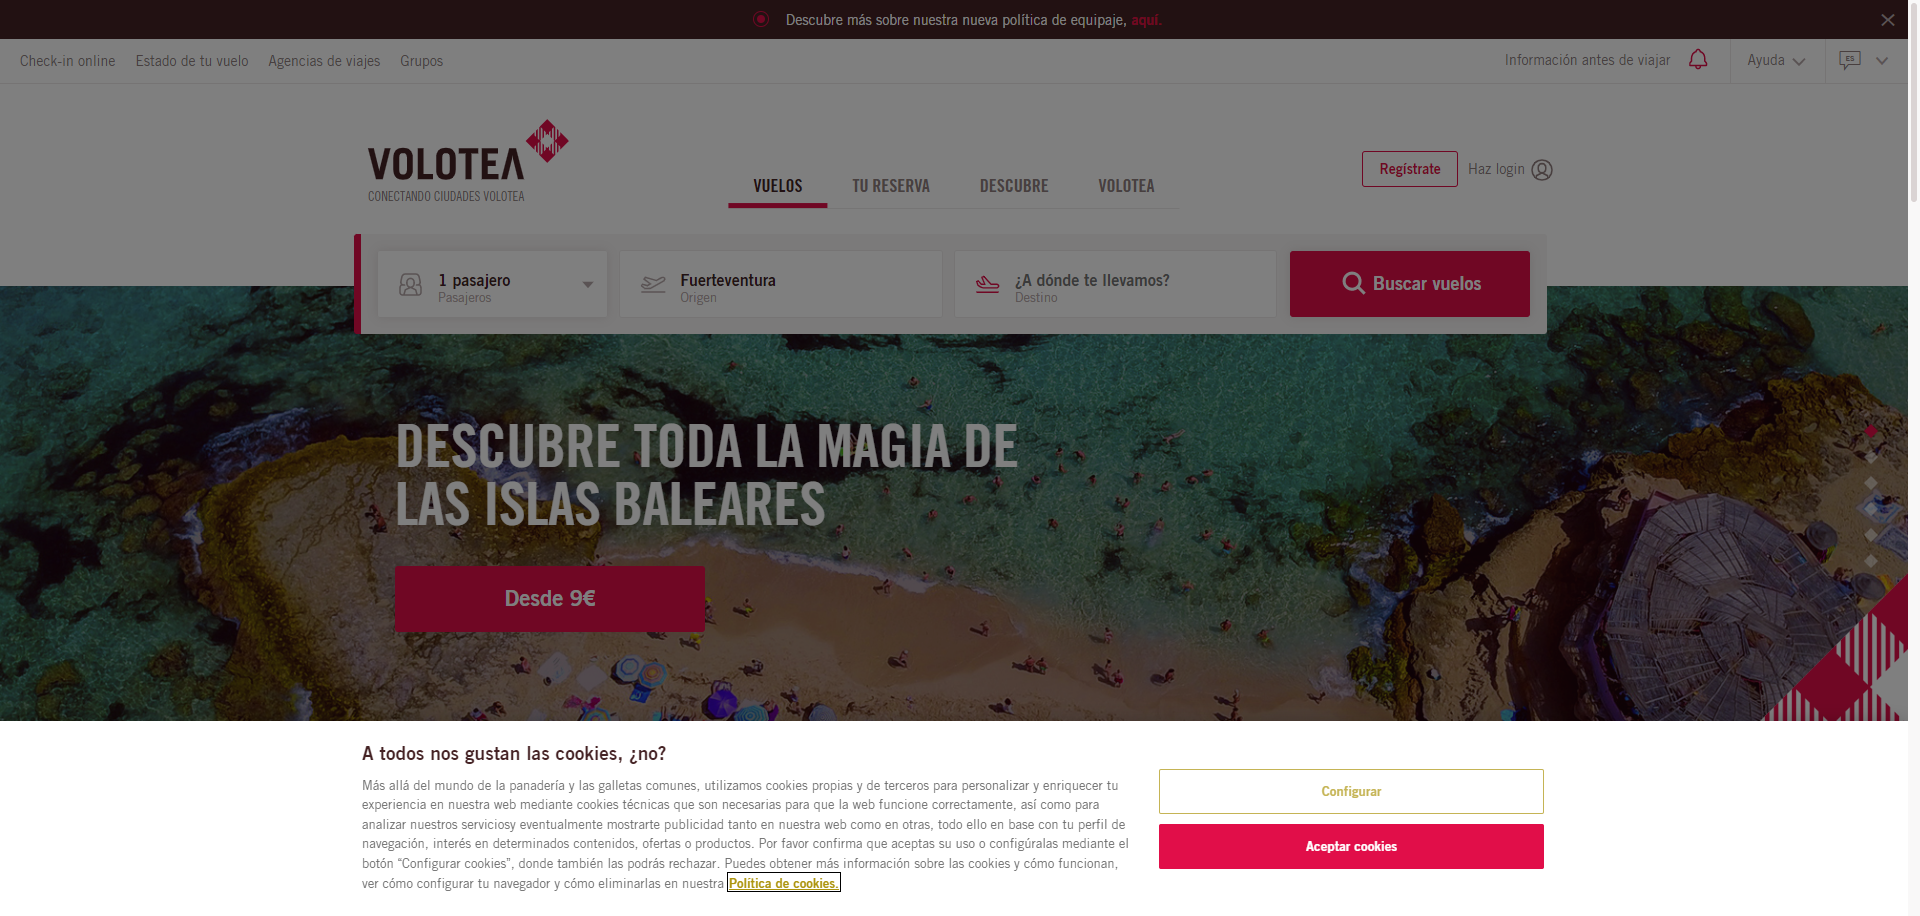 Descubre más sobre nuestra nueva política de equipaje, aquí.
Check-in online Estado de tu vuelo Agencias de viajes Grupos
Información antes de viajar Ayuda ES
VOLOTEA
CONECTANDO CIUDADES VOLOTEA
VUELOS TU RESERVA DESCUBRE VOLOTEA
Regístrate Haz login
1 pasajero
Pasajeros
Fuerteventura
Origen
¿A dónde te llevamos?
Destino
Buscar vuelos
DESCUBRE TODA LA MAGIA DE
LAS ISLAS BALEARES
Desde 9€
A todos nos gustan las cookies, ¿no?
Más allá del mundo de la panadería y las galletas comunes, utilizamos cookies propias y de terceros para personalizar y enriquecer tu
experiencia en nuestra web mediante cookies técnicas que son necesarias para que la web funcione correctamente, así como para
analizar nuestros serviciosy eventualmente mostrarte publicidad tanto en nuestra web como en otras, todo ello en base con tu perfil de
navegación, interés en determinados contenidos, ofertas o productos. Por favor confirma que aceptas su uso o configúralas mediante el
botón “Configurar cookies”, donde también las podrás rechazar. Puedes obtener más información sobre las cookies y cómo funcionan,
ver cómo configurar tu navegador y cómo eliminarlas en nuestra Política de cookies.
Configurar
Aceptar cookies